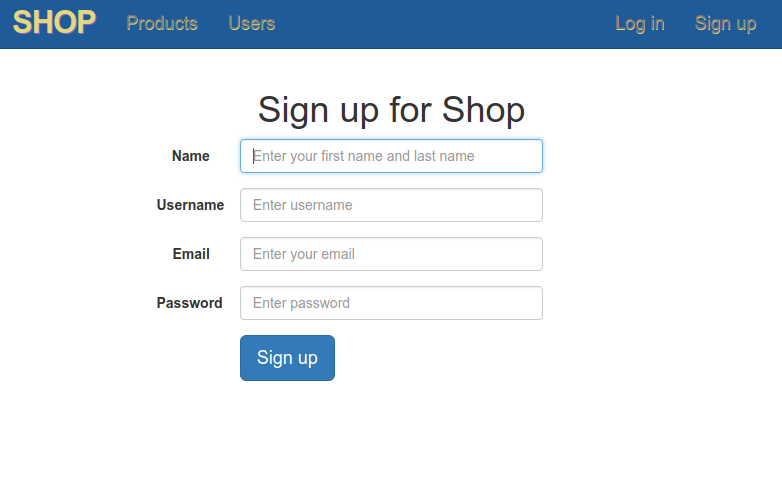 SHOP Products Users Log in Sign up
Sign up for Shop
Name Enter your first name and last name
Username Enter username
Email Enter your email
Password Enter password
Sign up